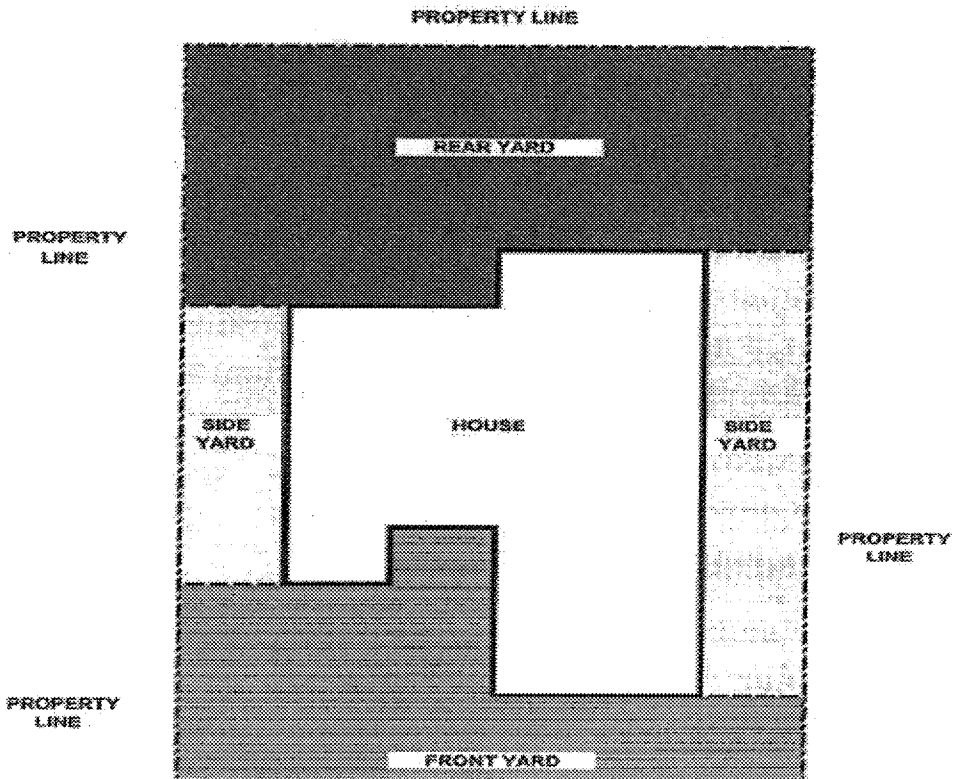 PROPERTY LINE
REAR YARD
PROPERTY
LINE
SIDE
YARD
HOUSE
SIDE
YARD
PROPERTY
LINE
PROPERTY
LINE
FRONT YARD